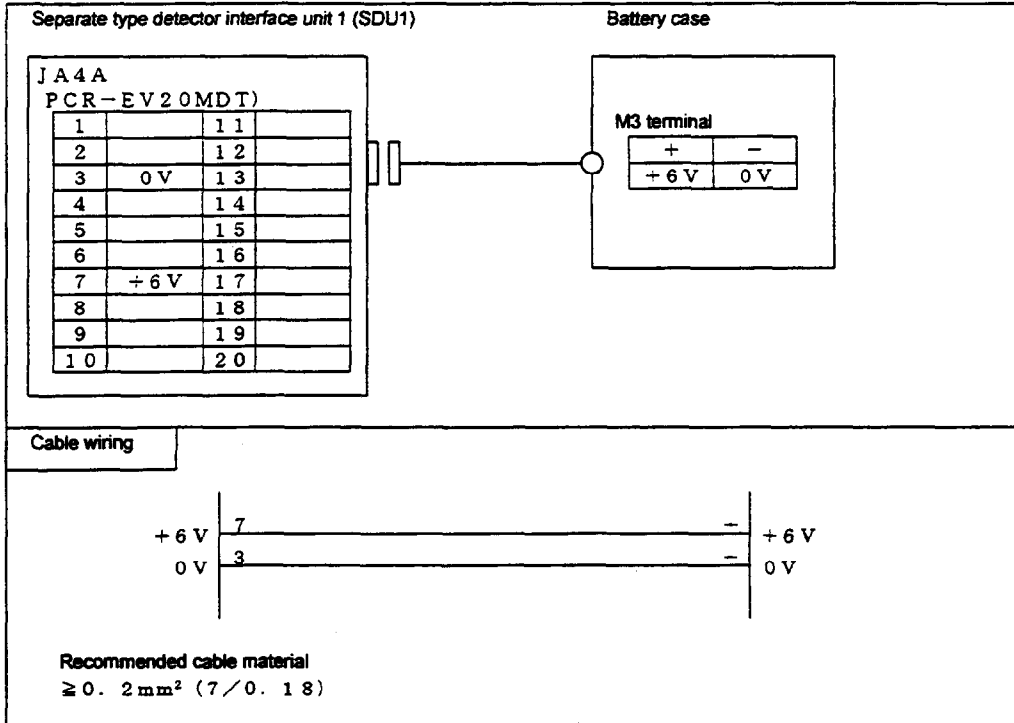 Separate type detector interface unit 1 (SDU1)
Battery case
JA4A
PCR-EV20MDT)
1 11
2 12
3 0V 13
4 14
5 15
6 16
7 +6V 17
8 18
9 19
10 20
M3 terminal
+ −
+6V 0V
Cable wiring
+6V 7 − +6V
0V 3 − 0V
Recommended cable material
≧0.2mm² (7/0.18)